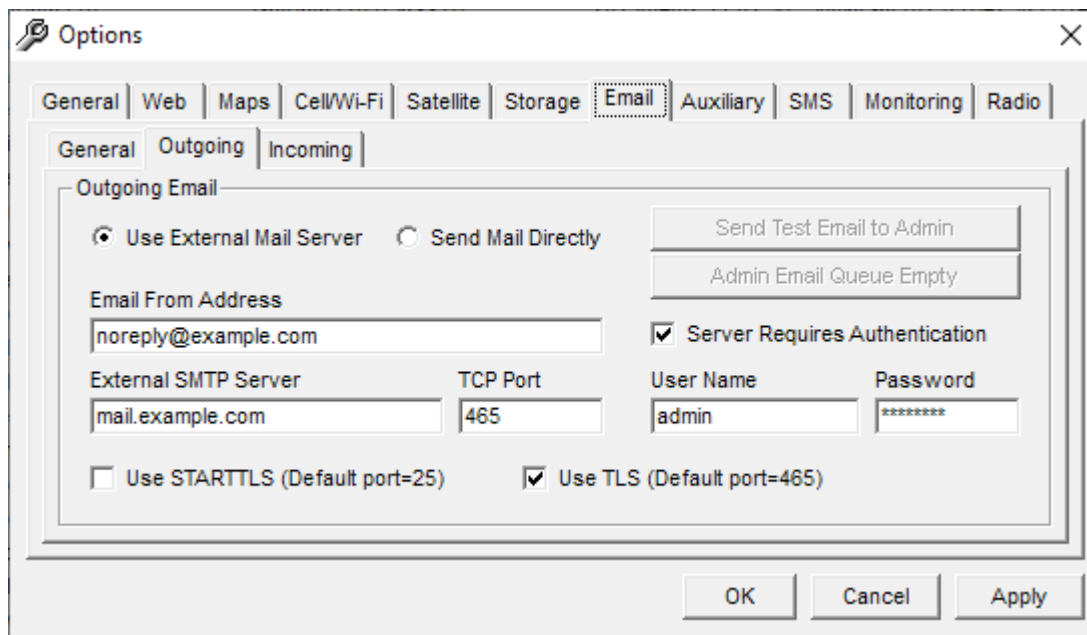 Options
General Web Maps Cell/Wi-Fi Satellite Storage Email Auxiliary SMS Monitoring Radio
General Outgoing Incoming
Outgoing Email
Use External Mail Server Send Mail Directly Send Test Email to Admin
Admin Email Queue Empty
Email From Address
noreply@example.com Server Requires Authentication
External SMTP Server TCP Port User Name Password
mail.example.com 465 admin ********
Use STARTTLS (Default port=25) Use TLS (Default port=465)
OK Cancel Apply